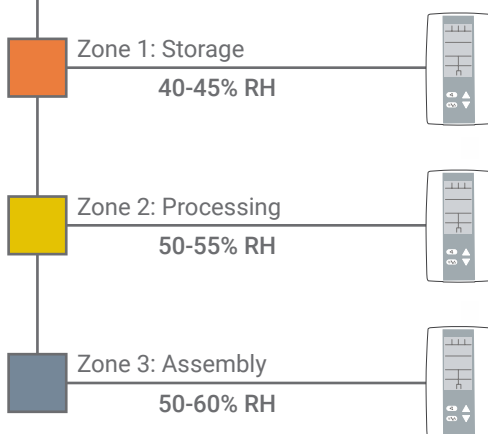 Zone 1: Storage
40-45% RH
Zone 2: Processing
50-55% RH
Zone 3: Assembly
50-60% RH